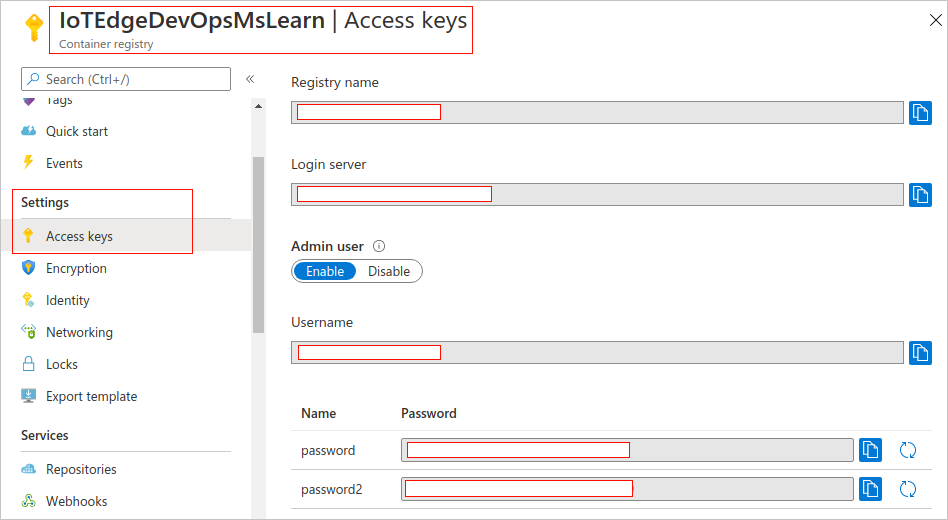 IoTEdgeDevOpsMsLearn | Access keys
Container registry
Search (Ctrl+/)
«
Tags
Quick start
Events
Settings
Access keys
Encryption
Identity
Networking
Locks
Export template
Services
Repositories
Webhooks
Registry name
Login server
Admin user
Enable Disable
Username
Name Password
password
password2